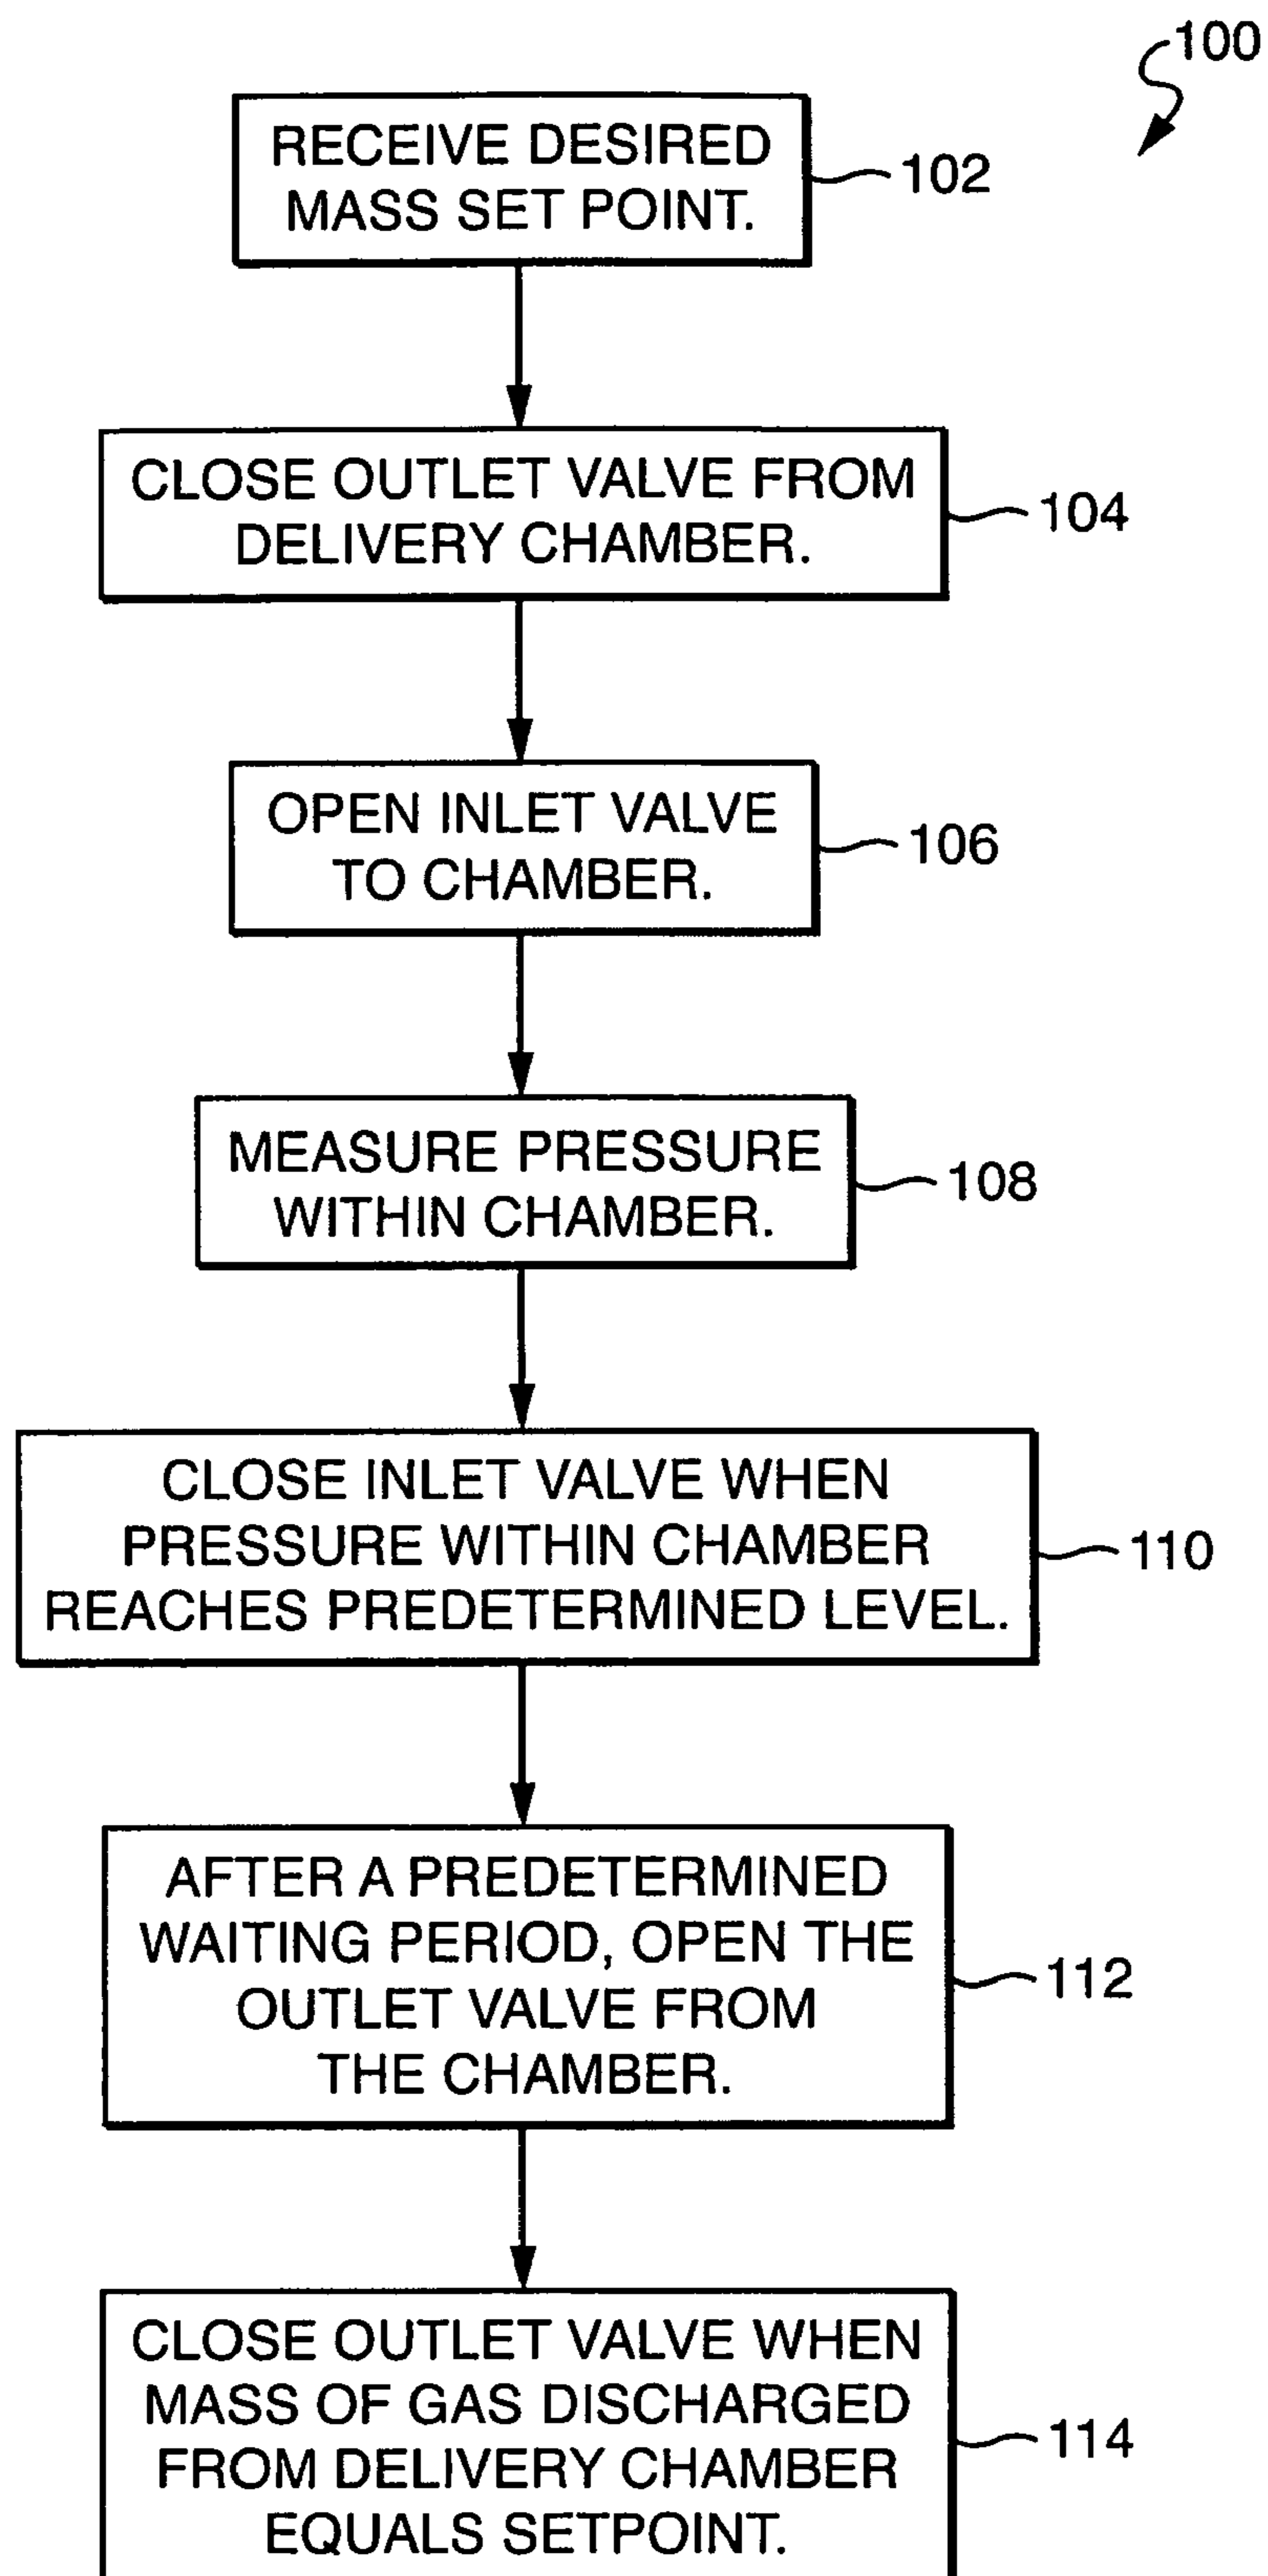 100
RECEIVE DESIRED
MASS SET POINT.
102
CLOSE OUTLET VALVE FROM
DELIVERY CHAMBER.
104
OPEN INLET VALVE
TO CHAMBER.
106
MEASURE PRESSURE
WITHIN CHAMBER.
108
CLOSE INLET VALVE WHEN
PRESSURE WITHIN CHAMBER
REACHES PREDETERMINED LEVEL.
110
AFTER A PREDETERMINED
WAITING PERIOD, OPEN THE
OUTLET VALVE FROM
THE CHAMBER.
112
CLOSE OUTLET VALVE WHEN
MASS OF GAS DISCHARGED
FROM DELIVERY CHAMBER
EQUALS SETPOINT.
114